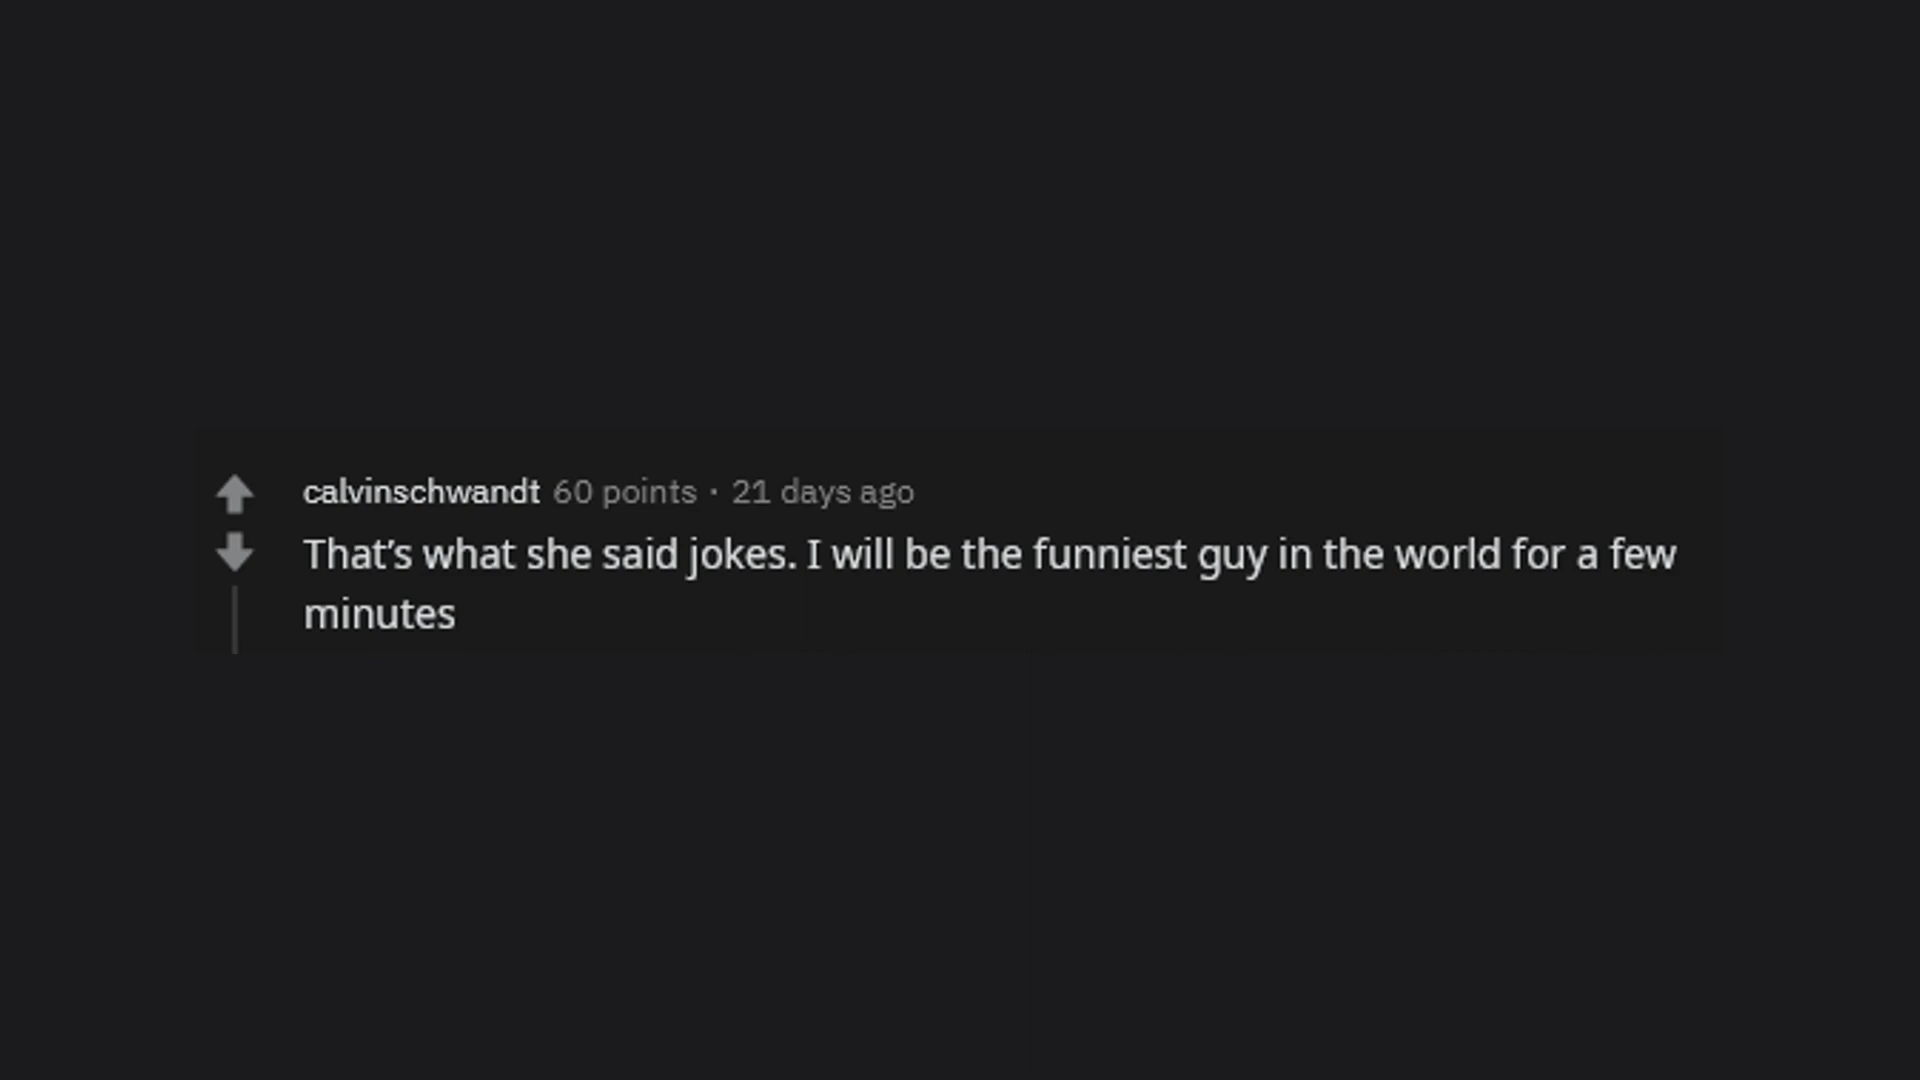 calvinschwandt 60 points · 21 days ago
That’s what she said jokes. I will be the funniest guy in the world for a few
minutes